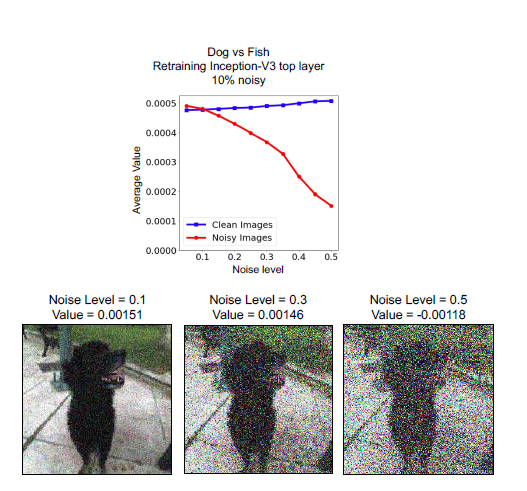 Dog vs Fish
Retraining Inception-V3 top layer
10% noisy
Average Value
0.0005
0.0004
0.0003
0.0002
0.0001
0.0000
Clean Images
Noisy Images
0.1 0.2 0.3 0.4 0.5
Noise level
Noise Level = 0.1 Noise Level = 0.3 Noise Level = 0.5
Value = 0.00151 Value = 0.00146 Value = -0.00118